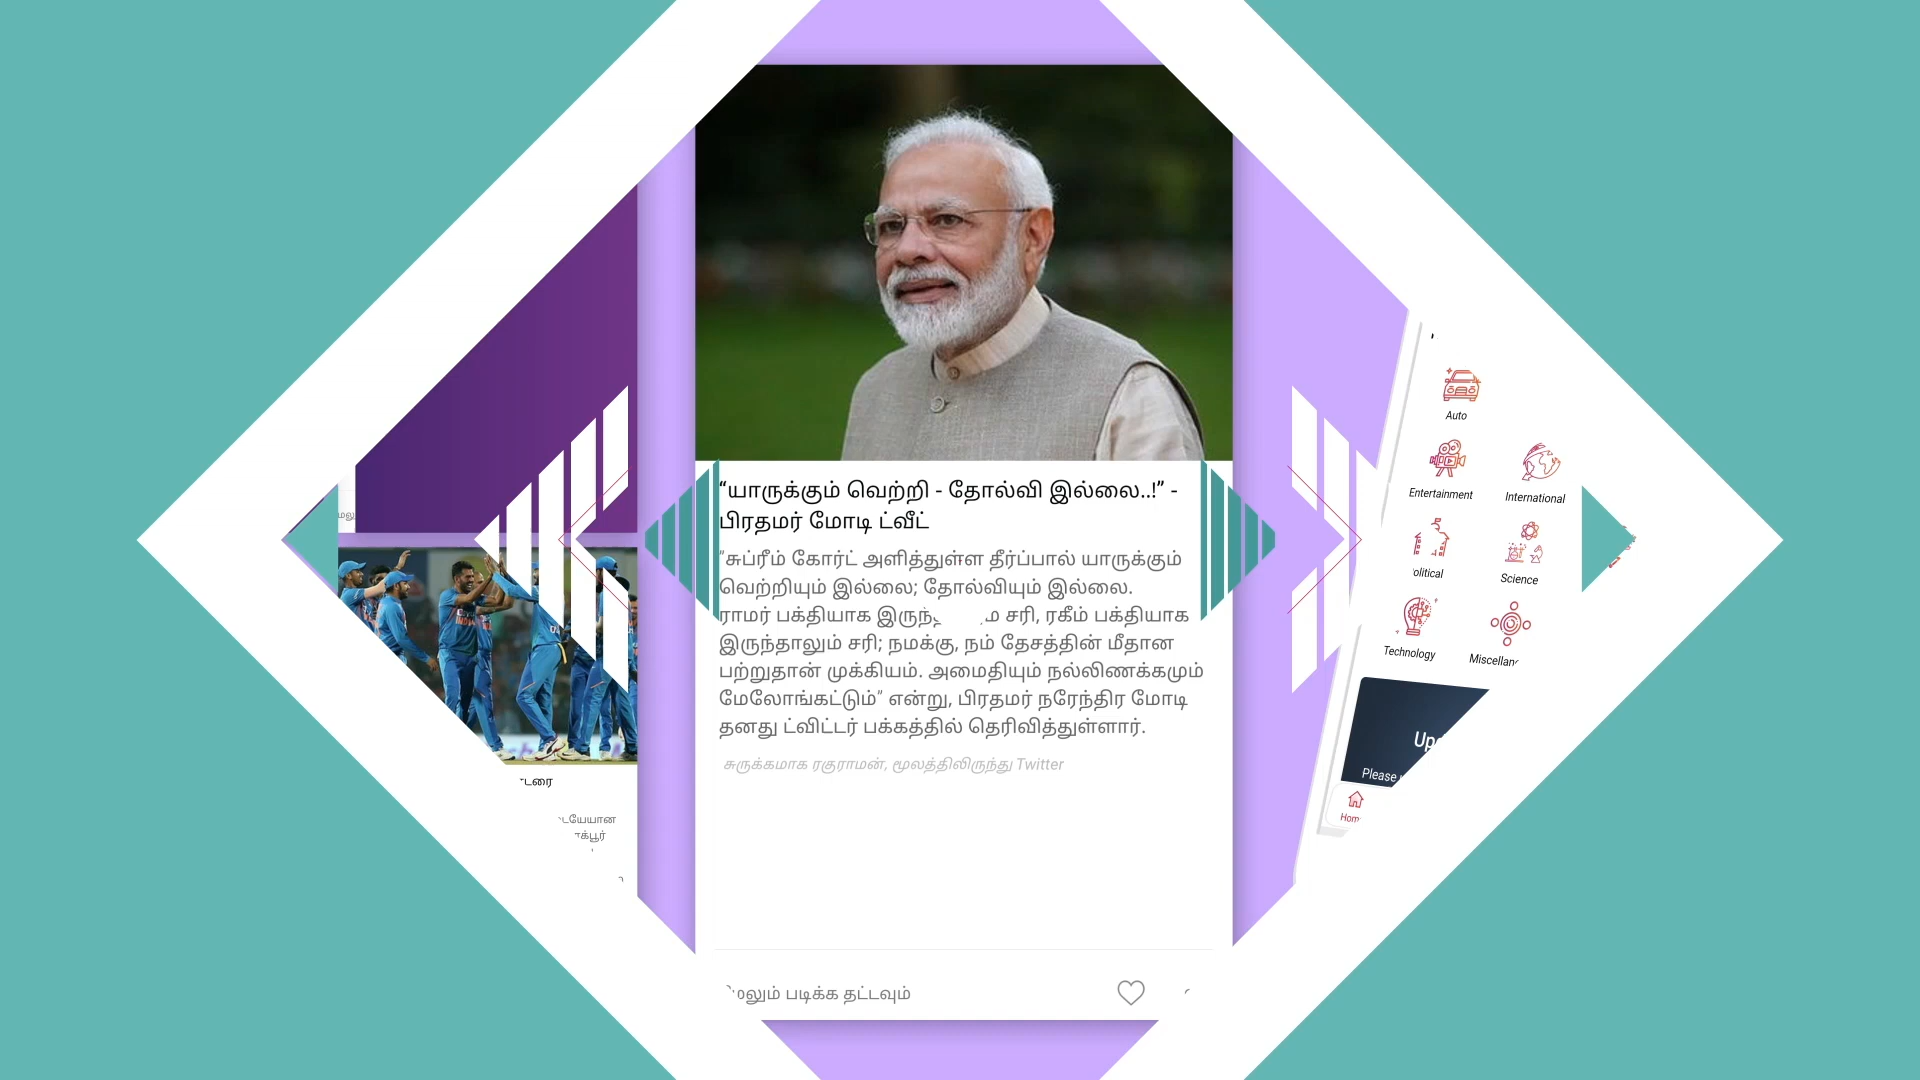 “யாருக்கும் வெற்றி - தோல்வி இல்லை..!” -
பிரதமர் மோடி ட்வீட்
"சுப்ரீம் கோர்ட் அளித்துள்ள தீர்ப்பால் யாருக்கும்
வெற்றியும் இல்லை; தோல்வியும் இல்லை.
ராமர் பக்தியாக சரி, ரகீம் பக்தியாக
இருந்தாலும் சரி; நமக்கு, நம் தேசத்தின் மீதான
பற்றுதான் முக்கியம். அமைதியும் நல்லிணக்கமும்
மேலோங்கட்டும்" என்று, பிரதமர் நரேந்திர மோடி
தனது ட்விட்டர் பக்கத்தில் தெரிவித்துள்ளார்.
சுருக்கமாக ரகுராமன், மூலத்திலிருந்து Twitter
படிக்க தட்டவும்
Auto
Entertainment
International
Science
Technology
Please